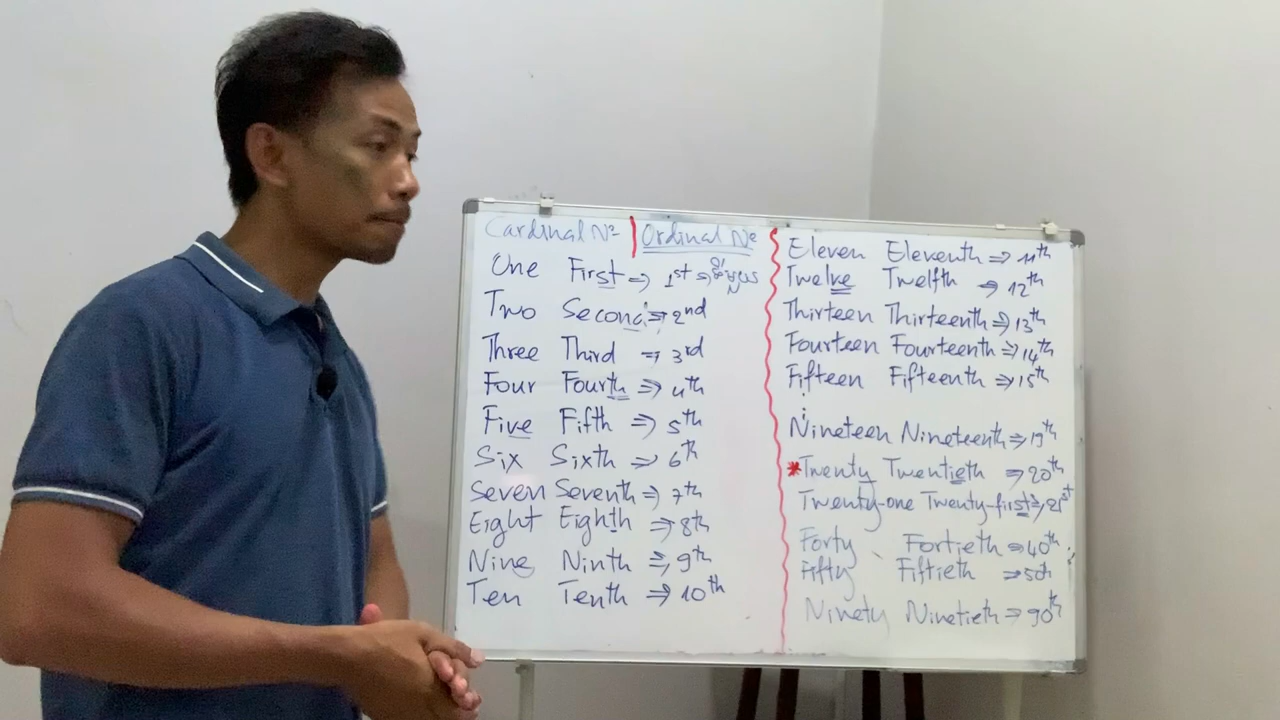 Cardinal Nº Ordinal Nº
One First ⇒ 1st ⇒
Two Second ⇒ 2nd
Three Third ⇒ 3rd
Four Fourth ⇒ 4th
Five Fifth ⇒ 5th
Six Sixth ⇒ 6th
Seven Seventh ⇒ 7th
Eight Eighth ⇒ 8th
Nine Ninth ⇒ 9th
Ten Tenth ⇒ 10th
Eleven Eleventh ⇒ 11th
Twelve Twelfth ⇒ 12th
Thirteen Thirteenth ⇒ 13th
Fourteen Fourteenth ⇒ 14th
Fifteen Fifteenth ⇒ 15th
Nineteen Nineteenth ⇒ 19th
*Twenty Twentieth ⇒ 20th
Twenty-one Twenty-first ⇒ 21st
Forty Fortieth ⇒ 40th
Fifty Fiftieth ⇒ 50th
Ninety Ninetieth ⇒ 90th